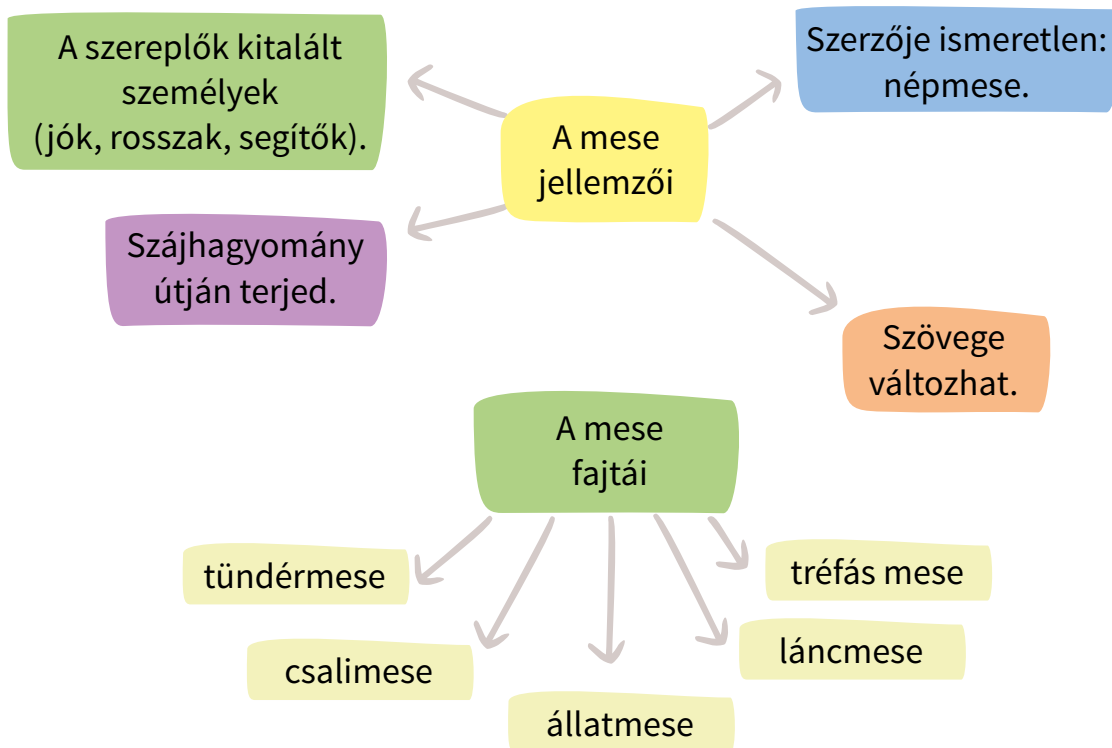 A szereplők kitalált
személyek
(jók, rosszak, segítők).
Szerzője ismeretlen:
népmese.
A mese
jellemzői
Szájhagyomány
útján terjed.
Szövege
változhat.
A mese
fajtái
tündérmese
tréfás mese
csalimese
láncmese
állatmese